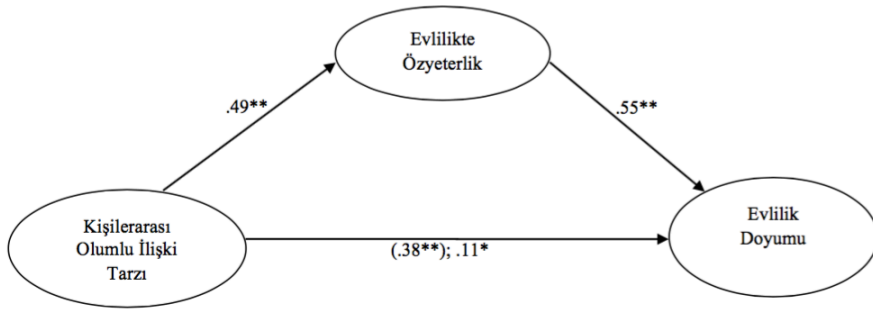 Evlilikte
Özyeterlik
.49**
.55**
Kişilerarası
Olumlu İlişki
Tarzı
Evlilik
Doyumu
(.38**); .11*